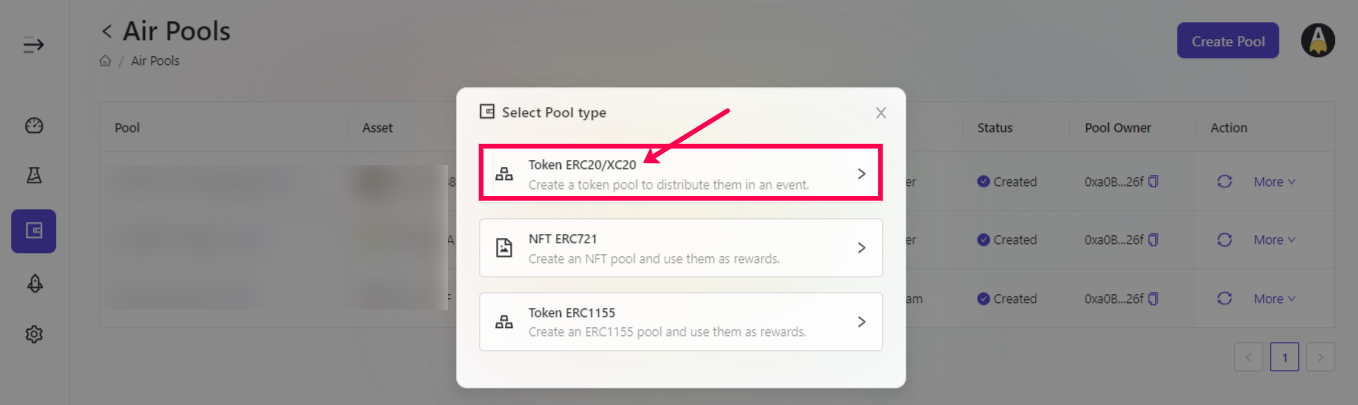 Air Pools
Create Pool
/ Air Pools
Select Pool type
Pool
Asset
Status
Pool Owner
Action
Token ERC20/XC20
Create a token pool to distribute them in an event.
Created
0xa0B...26f
More
NFT ERC721
Create an NFT pool and use them as rewards.
Created
0xa0B...26f
More
Token ERC1155
Create an ERC1155 pool and use them as rewards.
Created
0xa0B...26f
More
< 1 >